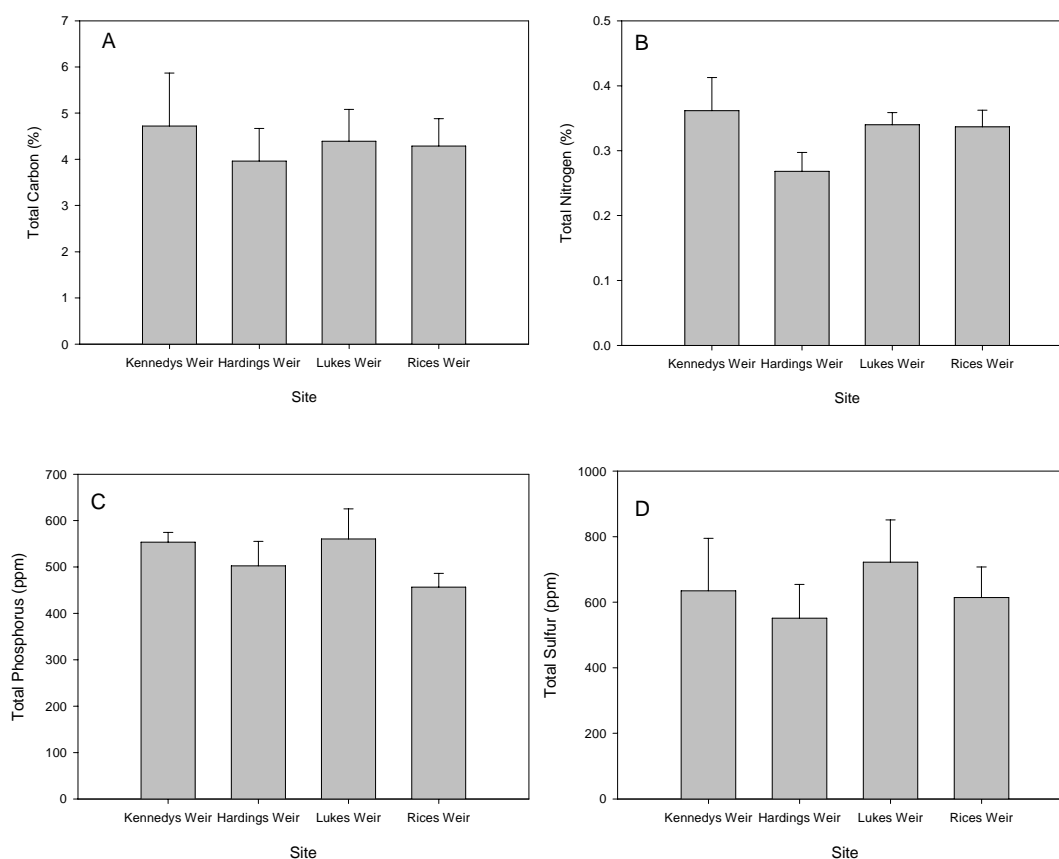 A
Total Carbon (%)
7
6
5
4
3
2
1
0
Kennedys Weir Hardings Weir Lukes Weir Rices Weir
Site
B
Total Nitrogen (%)
0.5
0.4
0.3
0.2
0.1
0.0
Kennedys Weir Hardings Weir Lukes Weir Rices Weir
Site
C
Total Phosphorus (ppm)
700
600
500
400
300
200
100
0
Kennedys Weir Hardings Weir Lukes Weir Rices Weir
Site
D
Total Sulfur (ppm)
1000
800
600
400
200
0
Kennedys Weir Hardings Weir Lukes Weir Rices Weir
Site